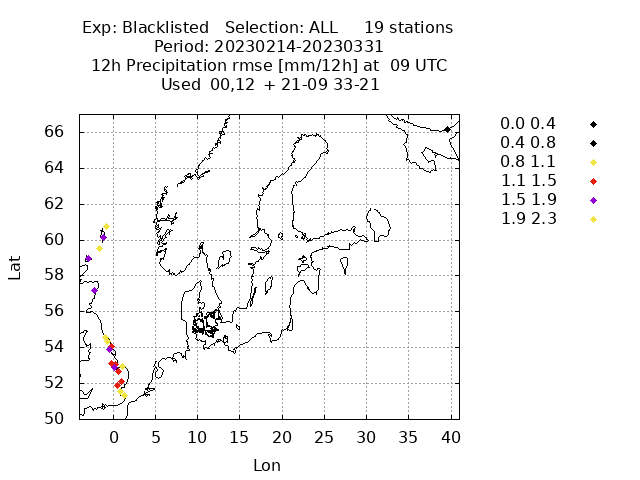 Exp: Blacklisted Selection: ALL 19 stations
Period: 20230214-20230331
12h Precipitation rmse [mm/12h] at 09 UTC
Used 00,12 + 21-09 33-21
0.0 0.4
0.4 0.8
0.8 1.1
1.1 1.5
1.5 1.9
1.9 2.3
66
64
62
60
58
56
54
52
50
Lat
0 5 10 15 20 25 30 35 40
Lon